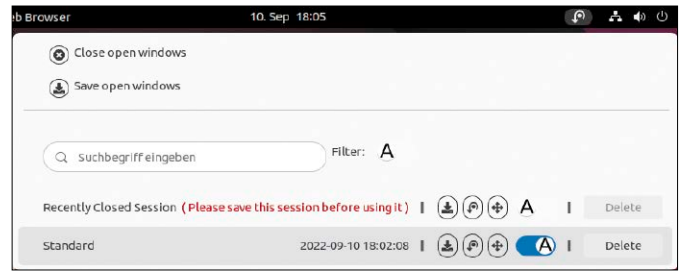 b Browser 10. Sep 18:05
Close open windows
Save open windows
Suchbegriff eingeben Filter: A
Recently Closed Session ( Please save this session before using it ) A Delete
Standard 2022-09-10 18:02:08 A Delete